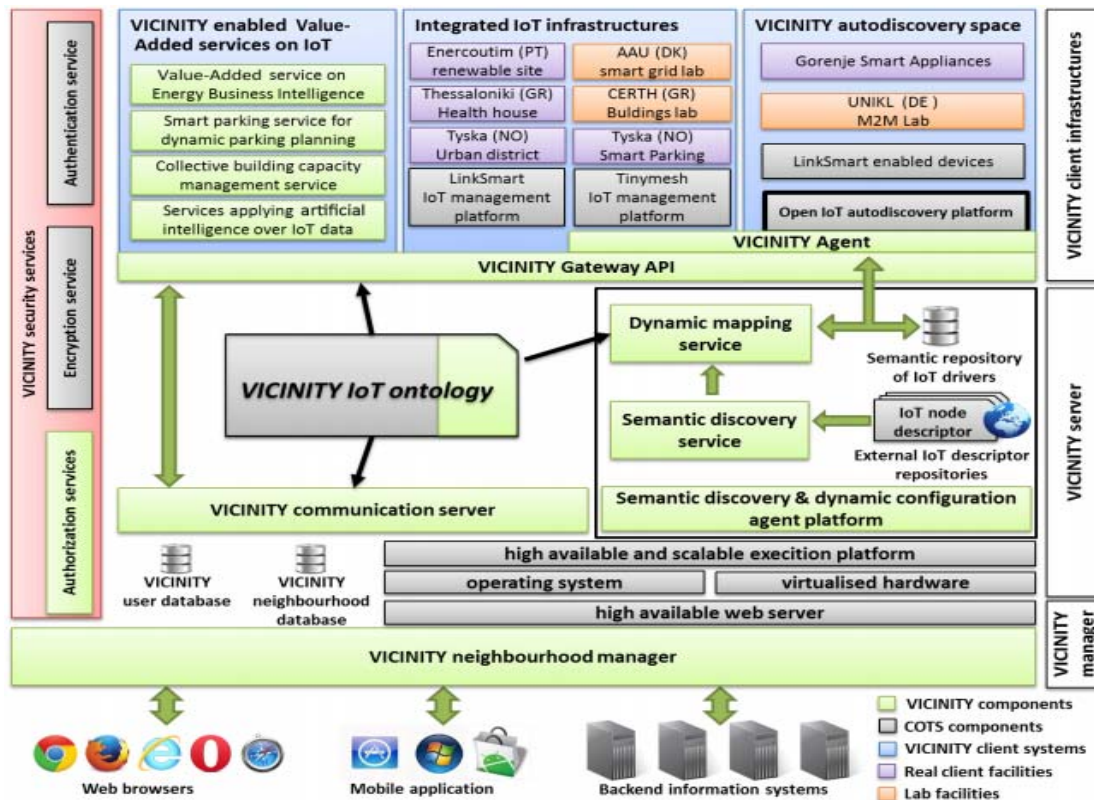 VICINITY enabled Value-
Added services on IoT
Value-Added service on
Energy Business Intelligence
Smart parking service for
dynamic parking planning
Collective building capacity
management service
Services applying artificial
intelligence over IoT data
Integrated IoT infrastructures
Enercoutim (PT)
renewable site
AAU (DK)
smart grid lab
Thessaloniki (GR)
Health house
CERTH (GR)
Buldings lab
Tyska (NO)
Urban district
Tyska (NO)
Smart Parking
LinkSmart
IoT management
platform
Tinymesh
IoT management
platform
VICINITY autodiscovery space
Gorenje Smart Appliances
UNIKL (DE )
M2M Lab
LinkSmart enabled devices
Open IoT autodiscovery platform
VICINITY Agent
VICINITY Gateway API
VICINITY security services
Authentication service
Encryption service
Authorization services
VICINITY client infrastructures
VICINITY server
VICINITY
manager
VICINITY IoT ontology
Dynamic mapping
service
Semantic repository
of IoT drivers
Semantic discovery
service
IoT node
descriptor
External IoT descriptor
repositories
Semantic discovery & dynamic configuration
agent platform
VICINITY communication server
VICINITY
user database
VICINITY
neighbourhood
database
high available and scalable execition platform
operating system
virtualised hardware
high available web server
VICINITY neighbourhood manager
Web browsers
Mobile application
Backend information systems
VICINITY components
COTS components
VICINITY client systems
Real client facilities
Lab facilities